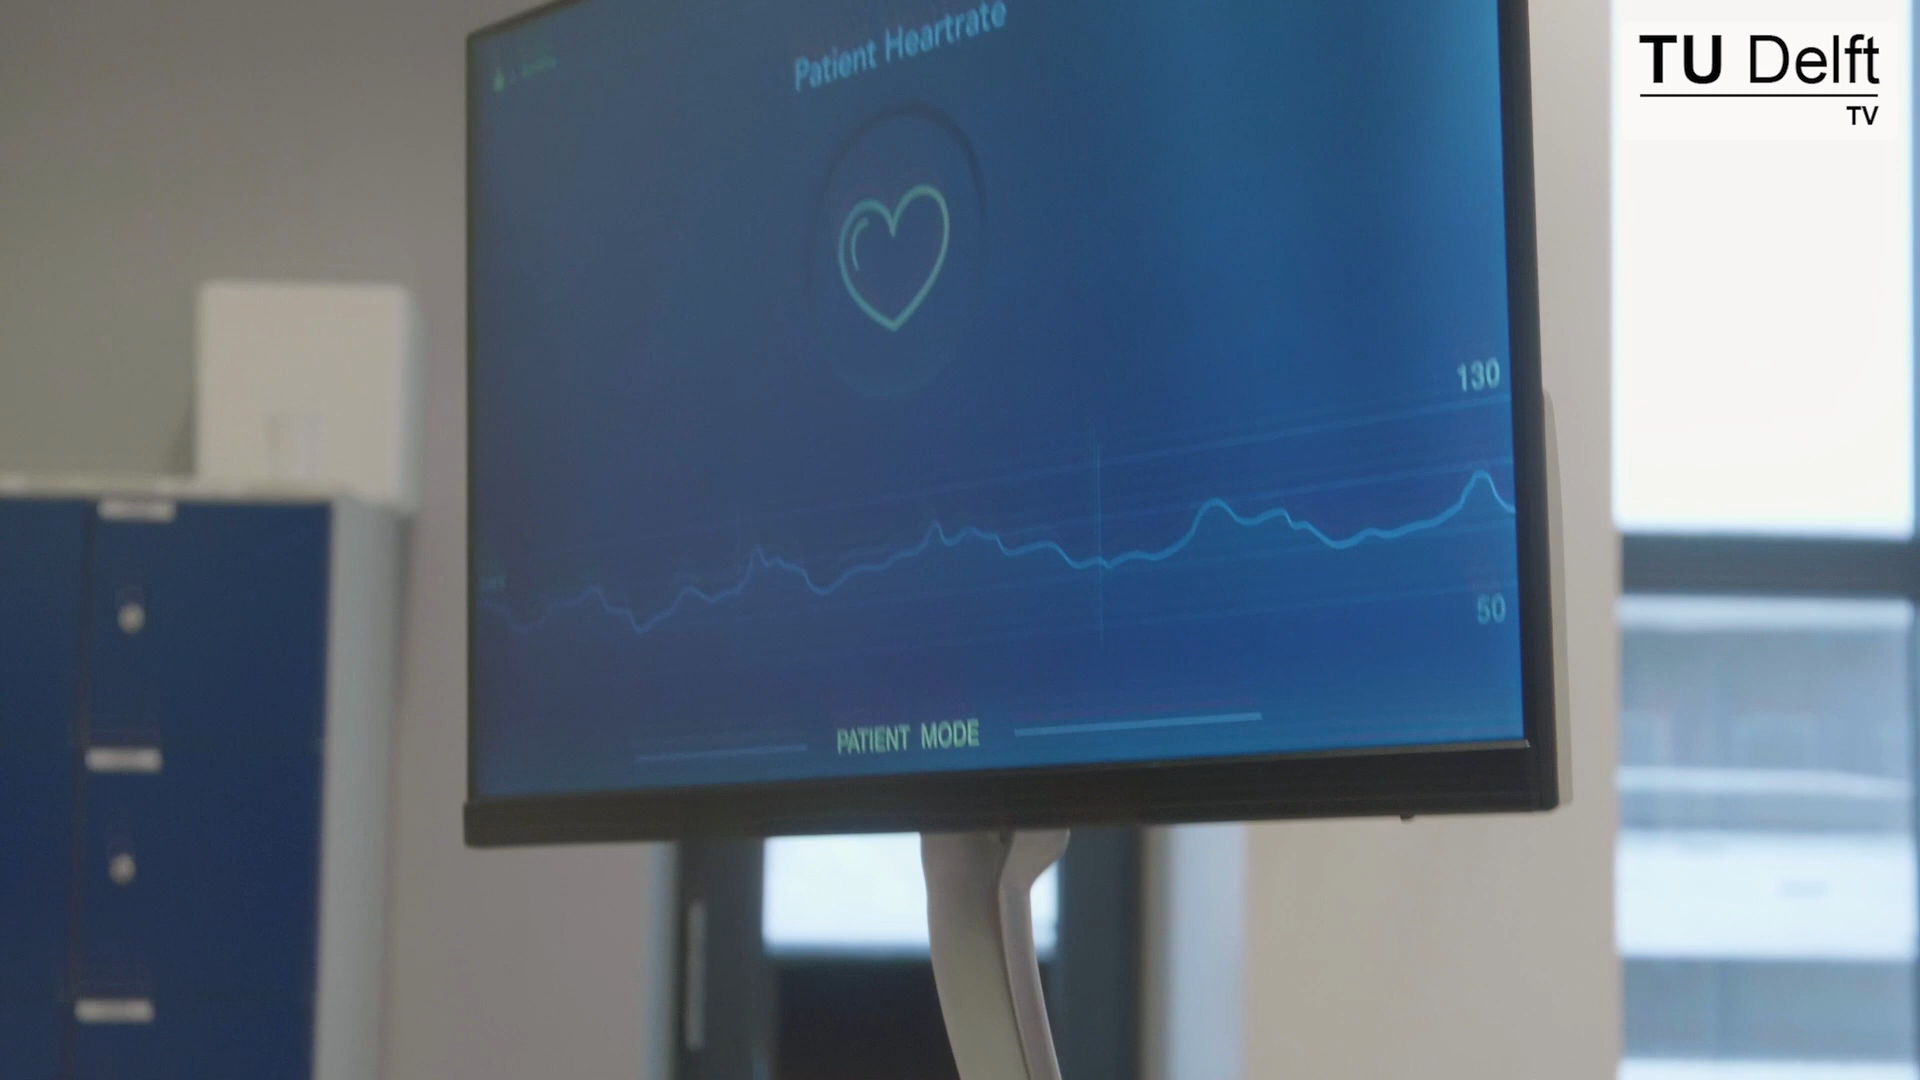 Patient Heartrate
TU Delft
TV
130
50
PATIENT MODE